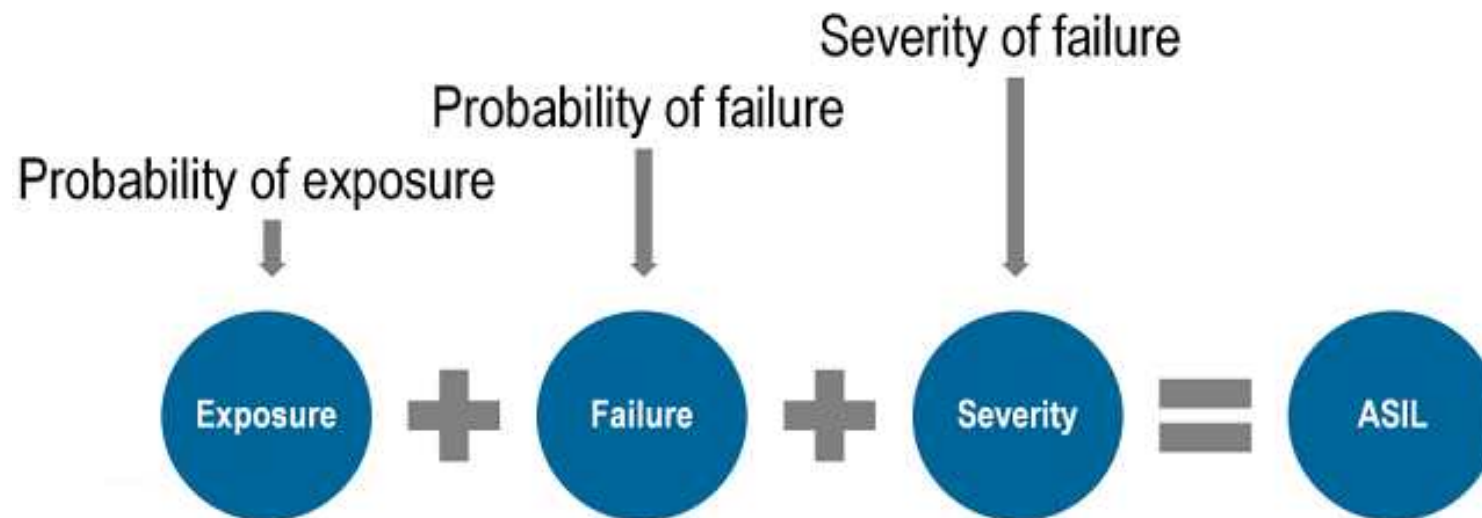 Severity of failure
Probability of failure
Probability of exposure
Exposure
Failure
Severity
ASIL